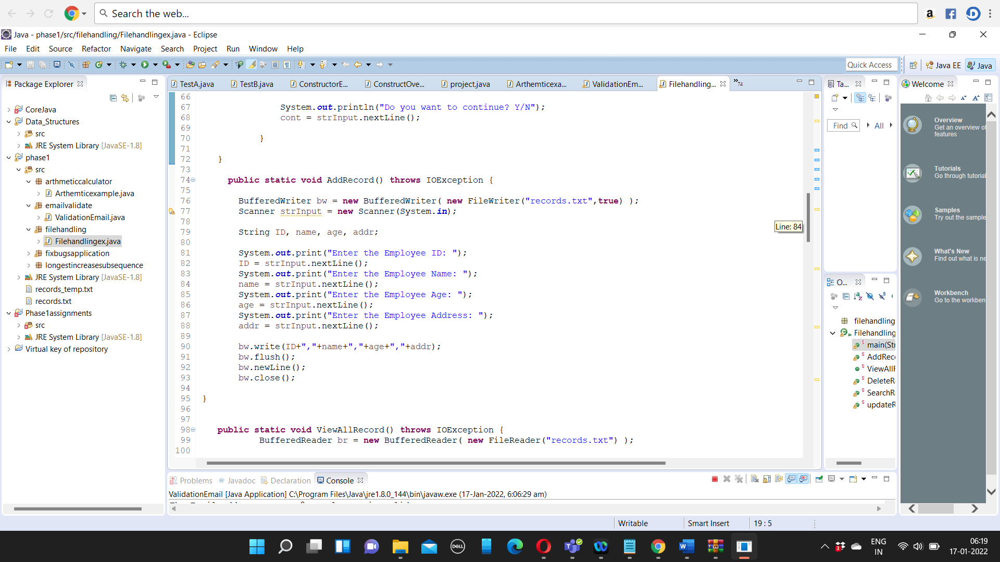 Search the web...
Java - phase1/src/filehandling/Filehandlingex.java - Eclipse
File Edit Source Refactor Navigate Search Project Run Window Help
Quick Access
Java EE
Java
Package Explorer
CoreJava
Data_Structures
src
JRE System Library [JavaSE-1.8]
phase1
src
arthmeticcalculator
Arthemticexample.java
emailvalidate
ValidationEmail.java
filehandling
Filehandlingex.java
fixbugsapplication
longestincreasesubsequence
JRE System Library [JavaSE-1.8]
records_temp.txt
records.txt
Phase1assignments
src
JRE System Library [JavaSE-1.8]
Virtual key of repository
TestA.java TestB.java ConstructorE... ConstructOve... project.java Arthemticexa... ValidationEm... Filehandling... »74
66
67 System.out.println("Do you want to continue? Y/N");
68 cont = strInput.nextLine();
69
70 }
71
72 }
73
74 public static void AddRecord() throws IOException {
75
76 BufferedWriter bw = new BufferedWriter( new FileWriter("records.txt",true) );
77 Scanner strInput = new Scanner(System.in);
78
79 String ID, name, age, addr;
80
81 System.out.print("Enter the Employee ID: ");
82 ID = strInput.nextLine();
83 System.out.print("Enter the Employee Name: ");
84 name = strInput.nextLine();
85 System.out.print("Enter the Employee Age: ");
86 age = strInput.nextLine();
87 System.out.print("Enter the Employee Address: ");
88 addr = strInput.nextLine();
89
90 bw.write(ID+","+name+","+age+","+addr);
91 bw.flush();
92 bw.newLine();
93 bw.close();
94
95 }
96
97
98 public static void ViewAllRecord() throws IOException {
99 BufferedReader br = new BufferedReader( new FileReader("records.txt") );
100
Line: 84
Ta...
Find All
O...
filehandling
Filehandling
main(Stri
AddRec
ViewAllF
DeleteR
SearchR
updateR
Welcome
Overview
Get an overview of
features
Tutorials
Go through tutorial
Samples
Try out the sample
What's New
Find out what is ne
Workbench
Go to the workben
Problems @ Javadoc Declaration Console
ValidationEmail [Java Application] C:\Program Files\Java\jre1.8.0_144\bin\javaw.exe (17-Jan-2022, 6:06:29 am)
Writable Smart Insert 19 : 5
DELL
3
ENG
IN
06:19
17-01-2022